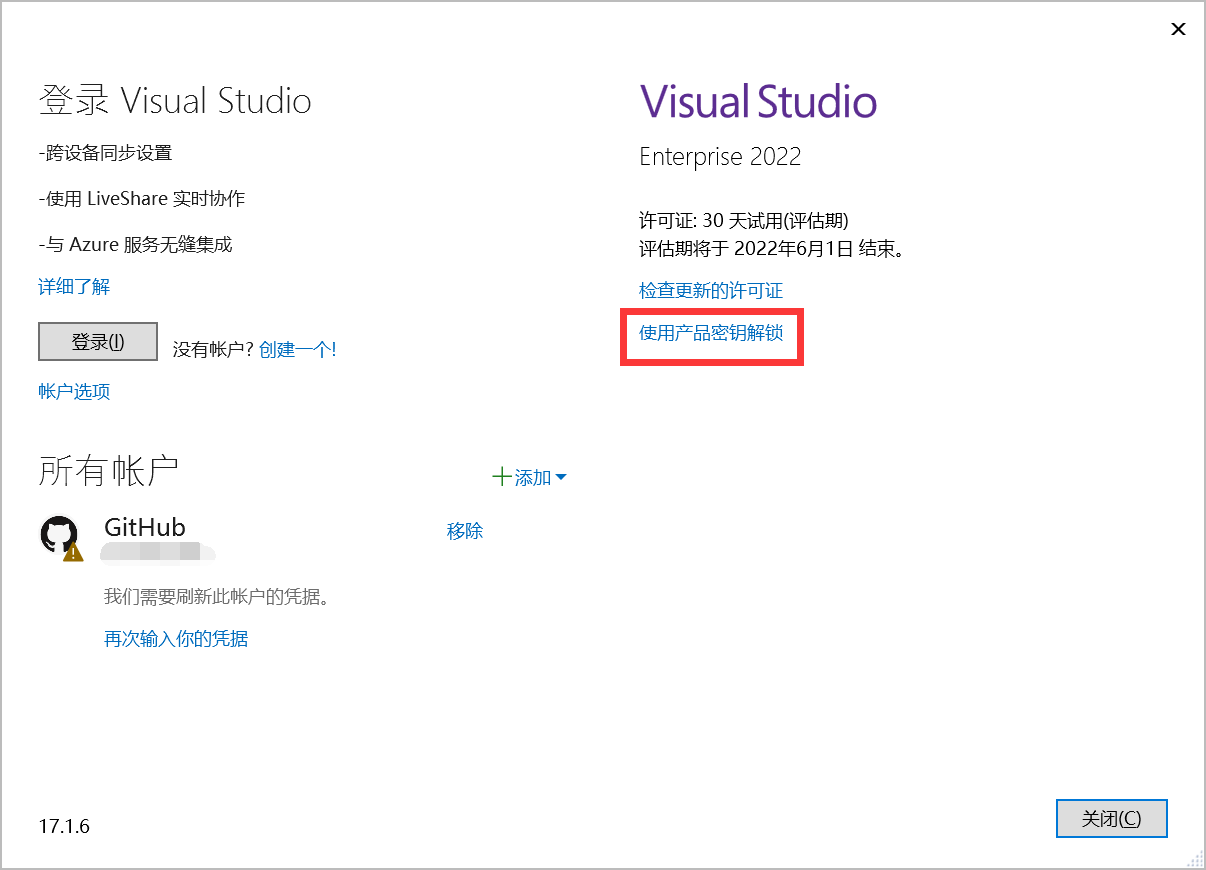 登录 Visual Studio
-跨设备同步设置
-使用 LiveShare 实时协作
-与 Azure 服务无缝集成
详细了解
登录(I)
没有帐户? 创建一个!
帐户选项
所有帐户
添加
GitHub
移除
我们需要刷新此帐户的凭据。
再次输入你的凭据
17.1.6
Visual Studio
Enterprise 2022
许可证: 30 天试用(评估期)
评估期将于 2022年6月1日 结束。
检查更新的许可证
使用产品密钥解锁
关闭(C)